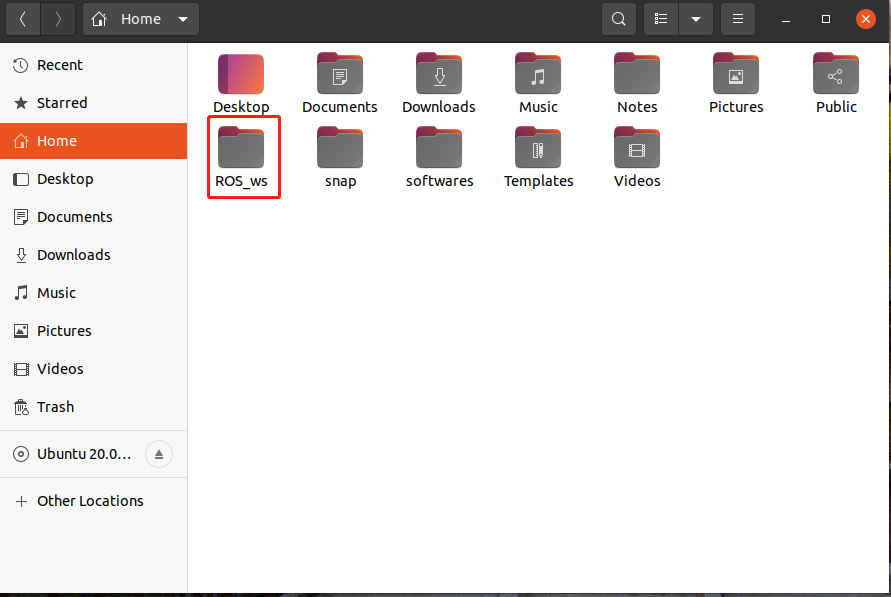 Home
Recent
Starred
Home
Desktop
Documents
Downloads
Music
Pictures
Videos
Trash
Ubuntu 20.0...
Other Locations
Desktop Documents Downloads Music Notes Pictures Public
ROS_ws snap softwares Templates Videos